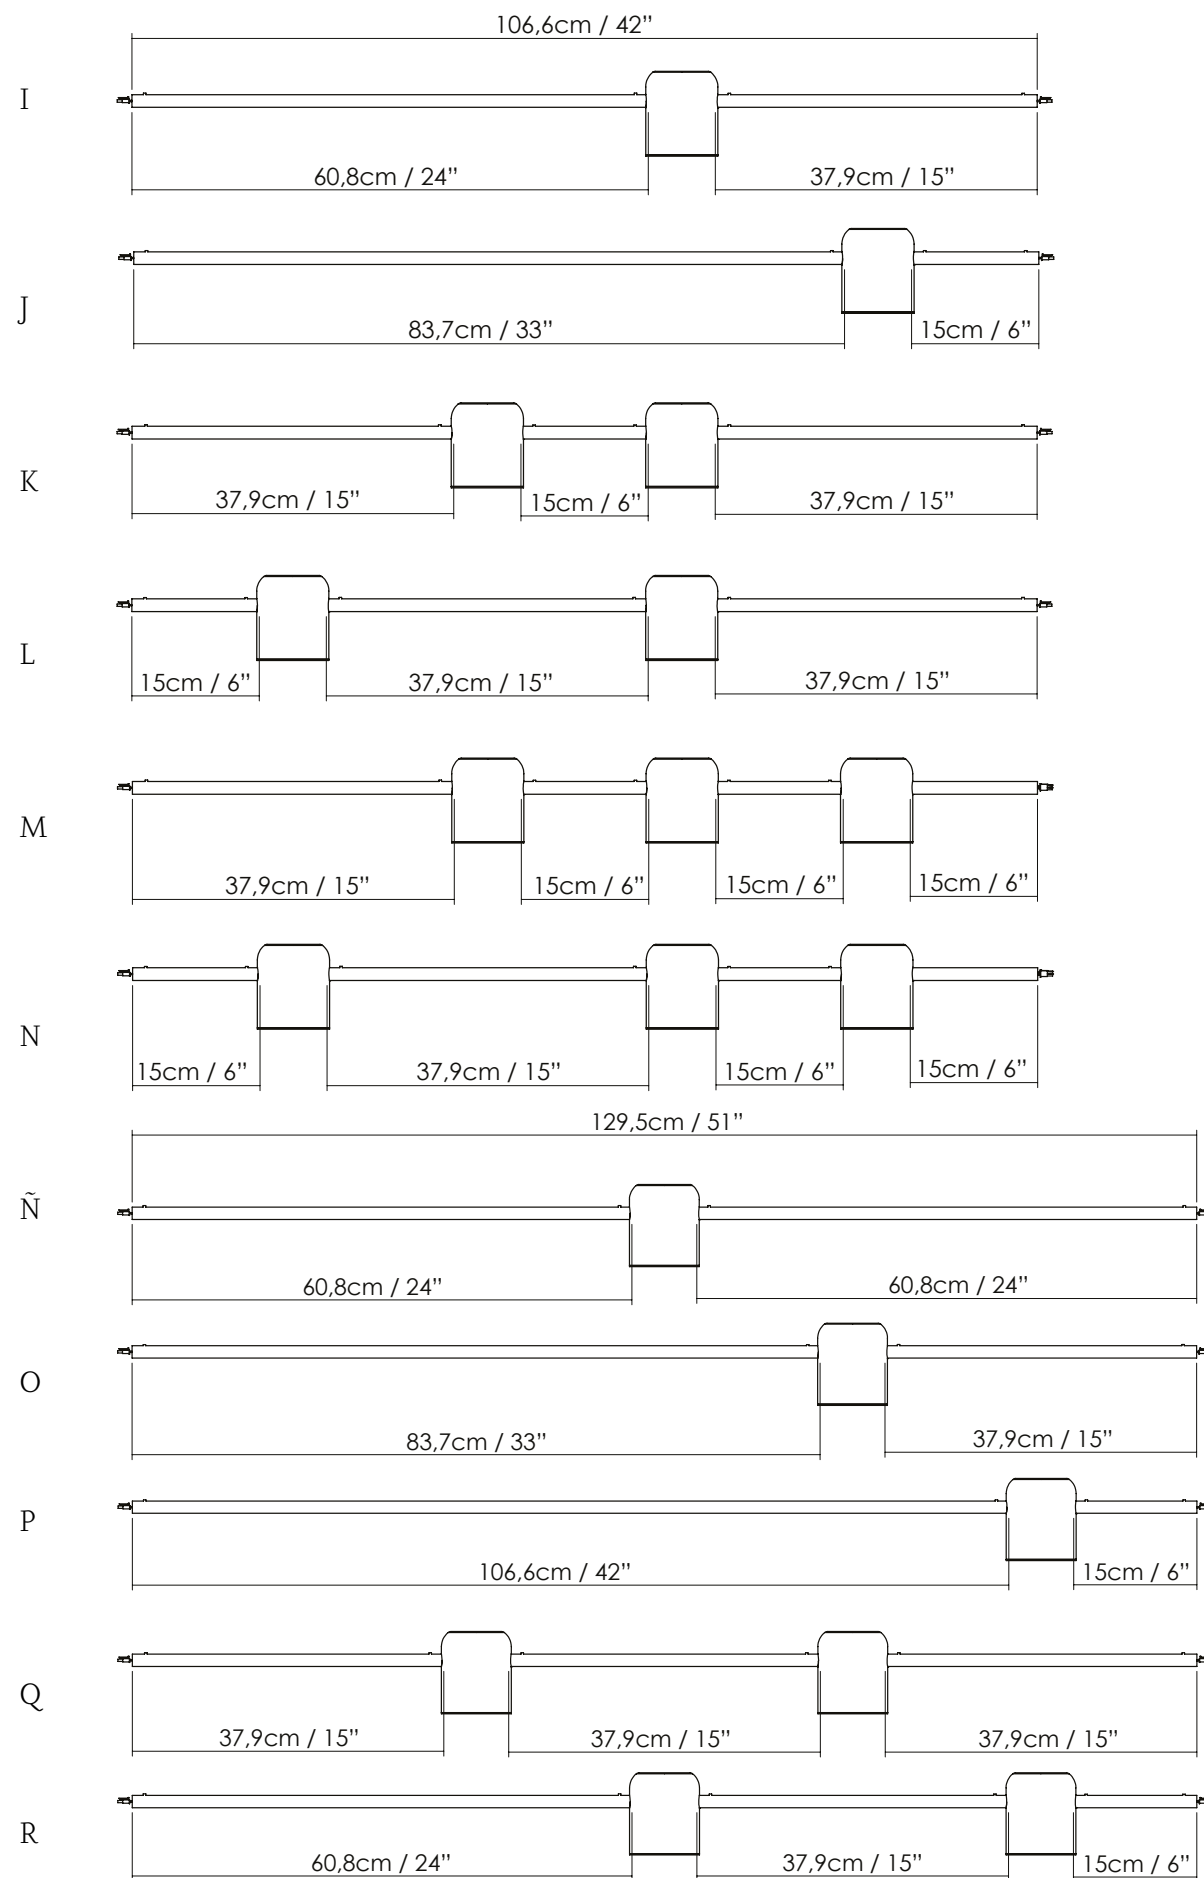 106,6cm / 42”
I
60,8cm / 24” 37,9cm / 15”
J
83,7cm / 33” 15cm / 6”
K
37,9cm / 15” 15cm / 6” 37,9cm / 15”
L
15cm / 6” 37,9cm / 15” 37,9cm / 15”
M
37,9cm / 15” 15cm / 6” 15cm / 6” 15cm / 6”
N
15cm / 6” 37,9cm / 15” 15cm / 6” 15cm / 6”
129,5cm / 51”
Ñ
60,8cm / 24” 60,8cm / 24”
O
83,7cm / 33” 37,9cm / 15”
P
106,6cm / 42” 15cm / 6”
Q
37,9cm / 15” 37,9cm / 15” 37,9cm / 15”
R
60,8cm / 24” 37,9cm / 15” 15cm / 6”